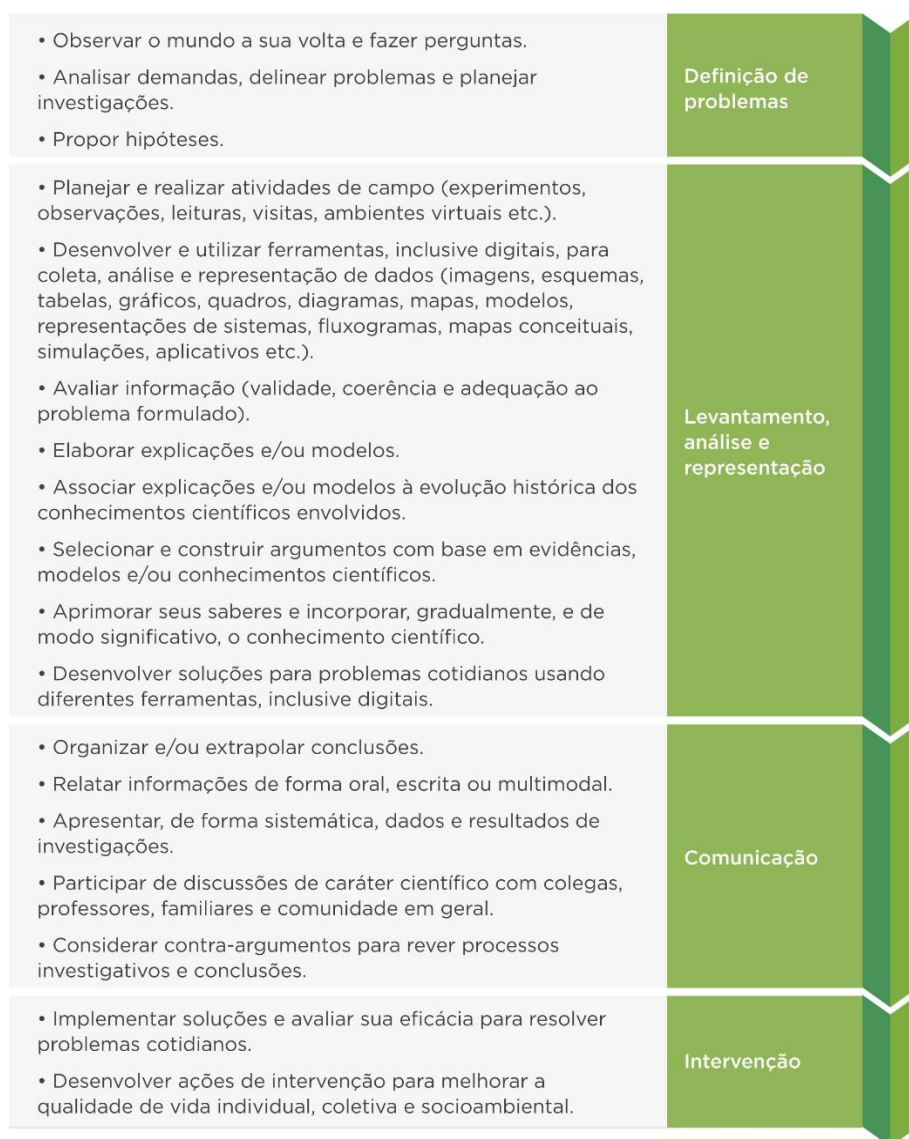 • Observar o mundo a sua volta e fazer perguntas.
• Analisar demandas, delinear problemas e planejar
investigações.
• Propor hipóteses.
Definição de
problemas
• Planejar e realizar atividades de campo (experimentos,
observações, leituras, visitas, ambientes virtuais etc.).
• Desenvolver e utilizar ferramentas, inclusive digitais, para
coleta, análise e representação de dados (imagens, esquemas,
tabelas, gráficos, quadros, diagramas, mapas, modelos,
representações de sistemas, fluxogramas, mapas conceituais,
simulações, aplicativos etc.).
• Avaliar informação (validade, coerência e adequação ao
problema formulado).
• Elaborar explicações e/ou modelos.
• Associar explicações e/ou modelos à evolução histórica dos
conhecimentos científicos envolvidos.
• Selecionar e construir argumentos com base em evidências,
modelos e/ou conhecimentos científicos.
• Aprimorar seus saberes e incorporar, gradualmente, e de
modo significativo, o conhecimento científico.
• Desenvolver soluções para problemas cotidianos usando
diferentes ferramentas, inclusive digitais.
Levantamento,
análise e
representação
• Organizar e/ou extrapolar conclusões.
• Relatar informações de forma oral, escrita ou multimodal.
• Apresentar, de forma sistemática, dados e resultados de
investigações.
• Participar de discussões de caráter científico com colegas,
professores, familiares e comunidade em geral.
• Considerar contra-argumentos para rever processos
investigativos e conclusões.
Comunicação
• Implementar soluções e avaliar sua eficácia para resolver
problemas cotidianos.
• Desenvolver ações de intervenção para melhorar a
qualidade de vida individual, coletiva e socioambiental.
Intervenção